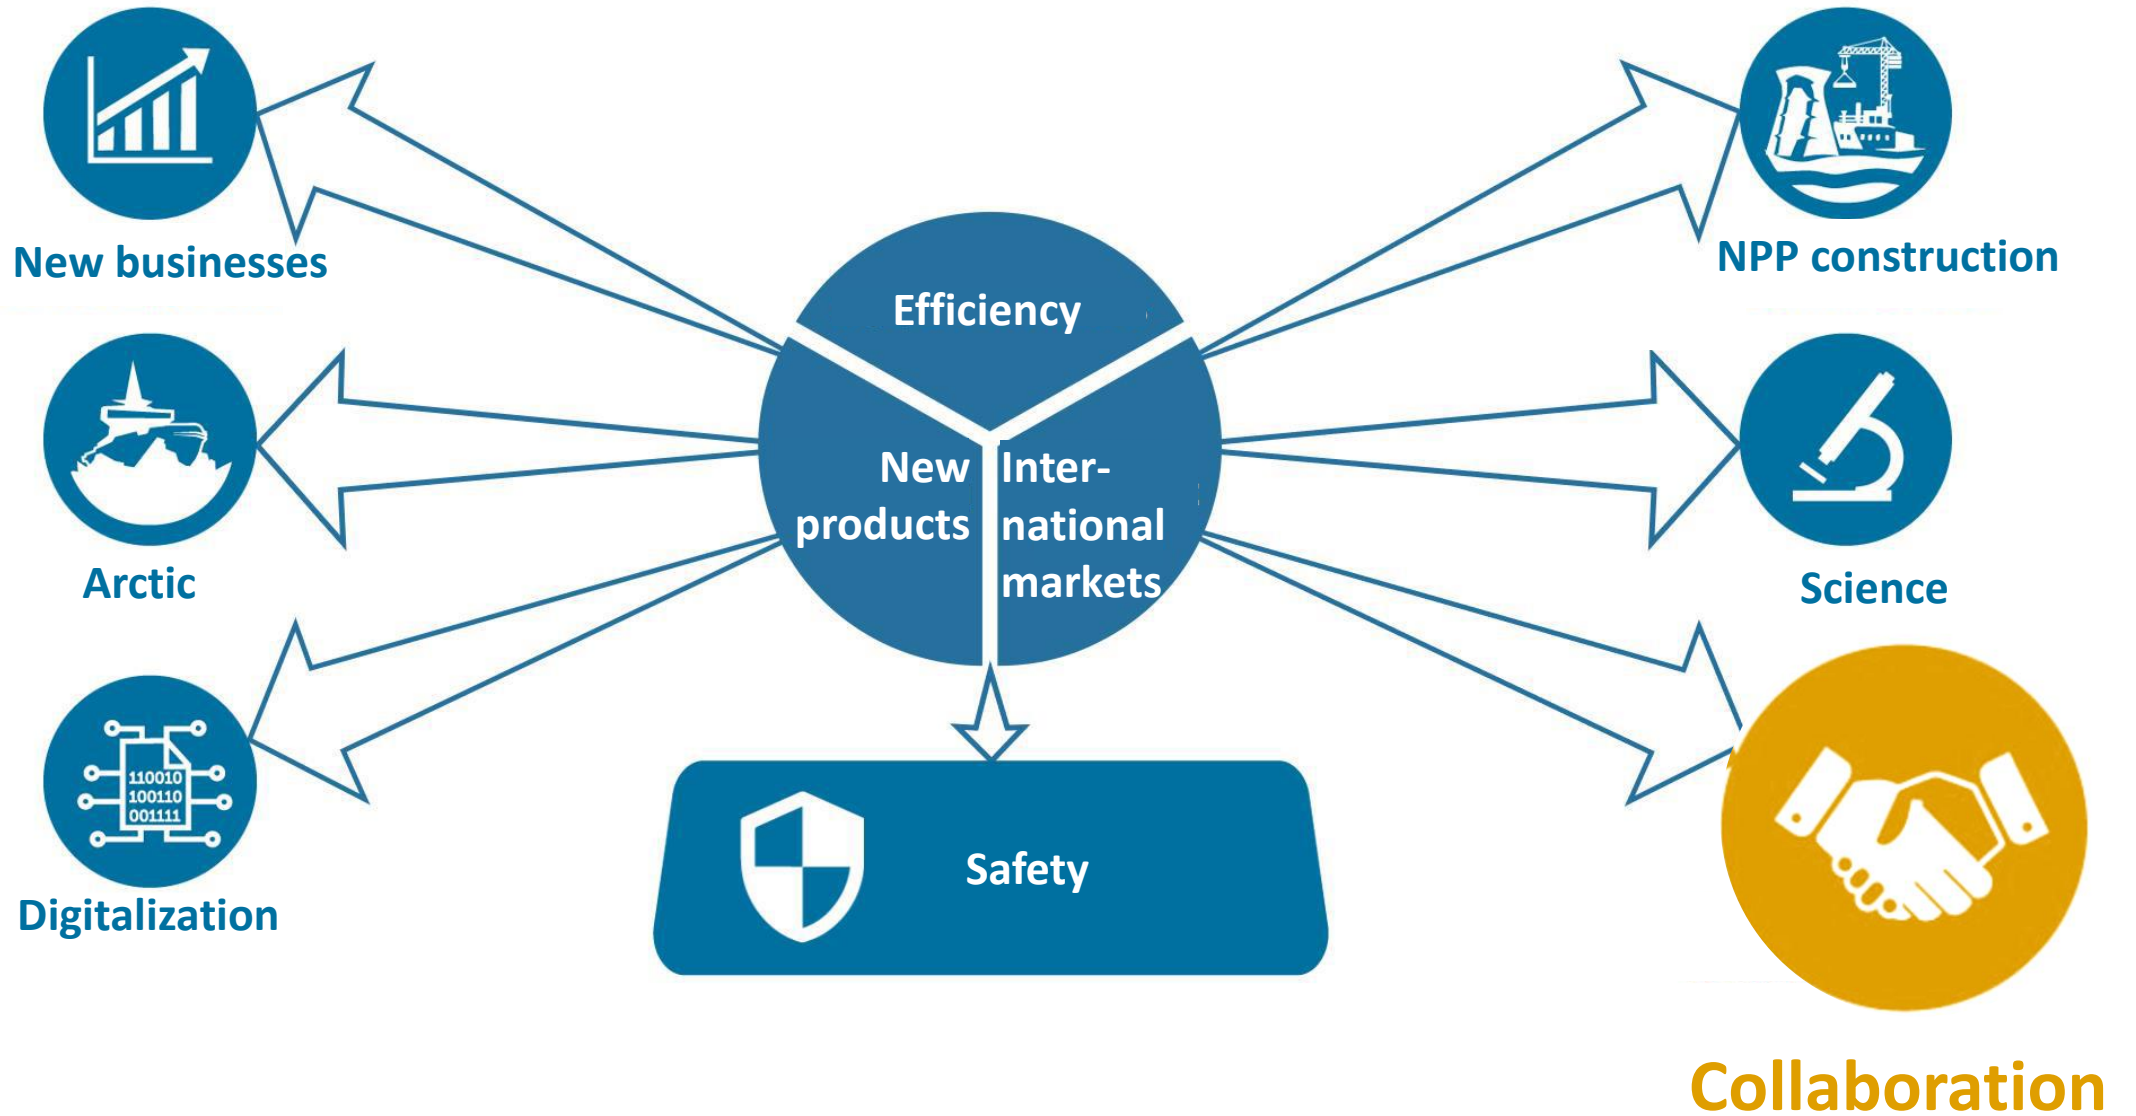 New businesses
NPP construction
Efficiency
New
products
Inter-
national
markets
Arctic
Science
110010
100110
001111
Digitalization
Safety
Collaboration